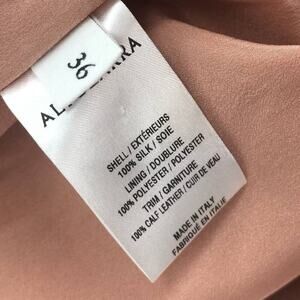 36
SHELL / EXTÉRIEURS
100% SILK / SOIE
LINING / DOUBLURE
100% POLYESTER / POLYESTER
TRIM / GARNITURE
100% CALF LEATHER / CUIR DE VEAU
MADE IN ITALY
FABRIQUÉ EN ITALIE